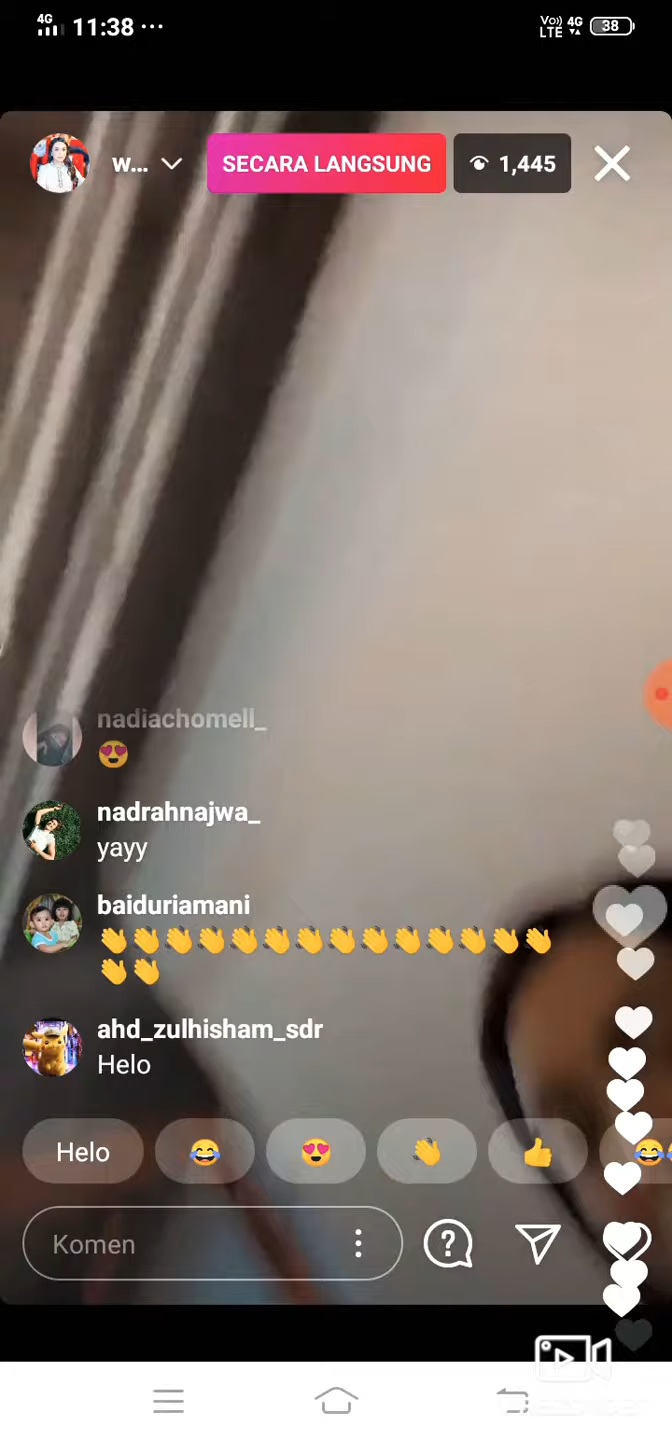 4G 11:38 ...
Vo)) LTE 4G 38
w... SECARA LANGSUNG 1,445
nadiachomell_
😍
nadrahnajwa_
yayy
baiduriamani
👋👋👋👋👋👋👋👋👋👋👋👋👋👋
👋👋
ahd_zulhisham_sdr
Helo
Helo 😂 😍 👋 👍 😂
Komen